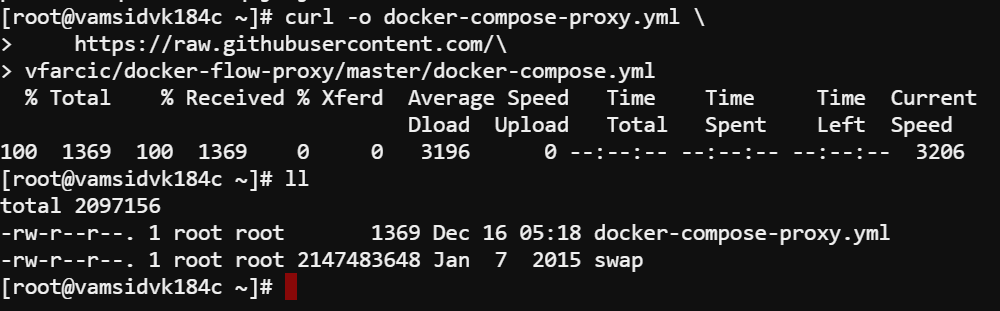 [root@vamsidvk184c ~]# curl -o docker-compose-proxy.yml \
>     https://raw.githubusercontent.com/\
> vfarcic/docker-flow-proxy/master/docker-compose.yml
  % Total    % Received % Xferd  Average Speed   Time    Time     Time  Current
                                 Dload  Upload   Total   Spent    Left  Speed
100  1369  100  1369    0     0   3196      0 --:--:-- --:--:-- --:--:--  3206
[root@vamsidvk184c ~]# ll
total 2097156
-rw-r--r--. 1 root root       1369 Dec 16 05:18 docker-compose-proxy.yml
-rw-r--r--. 1 root root 2147483648 Jan  7  2015 swap
[root@vamsidvk184c ~]#